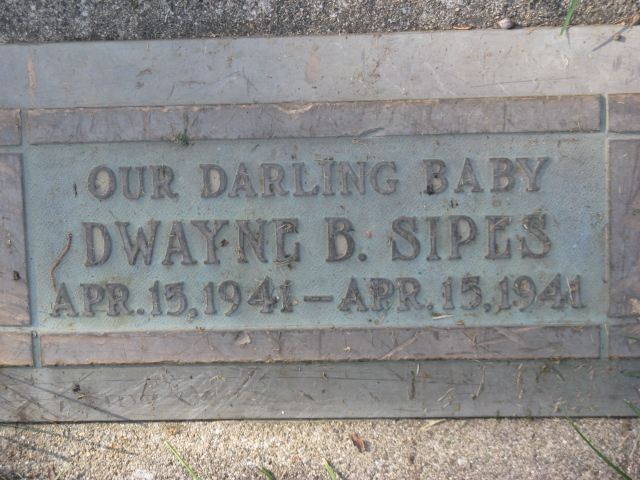 OUR DARLING BABY
DWAYNE B. SIPES
APR. 15, 1941 – APR. 15, 1941